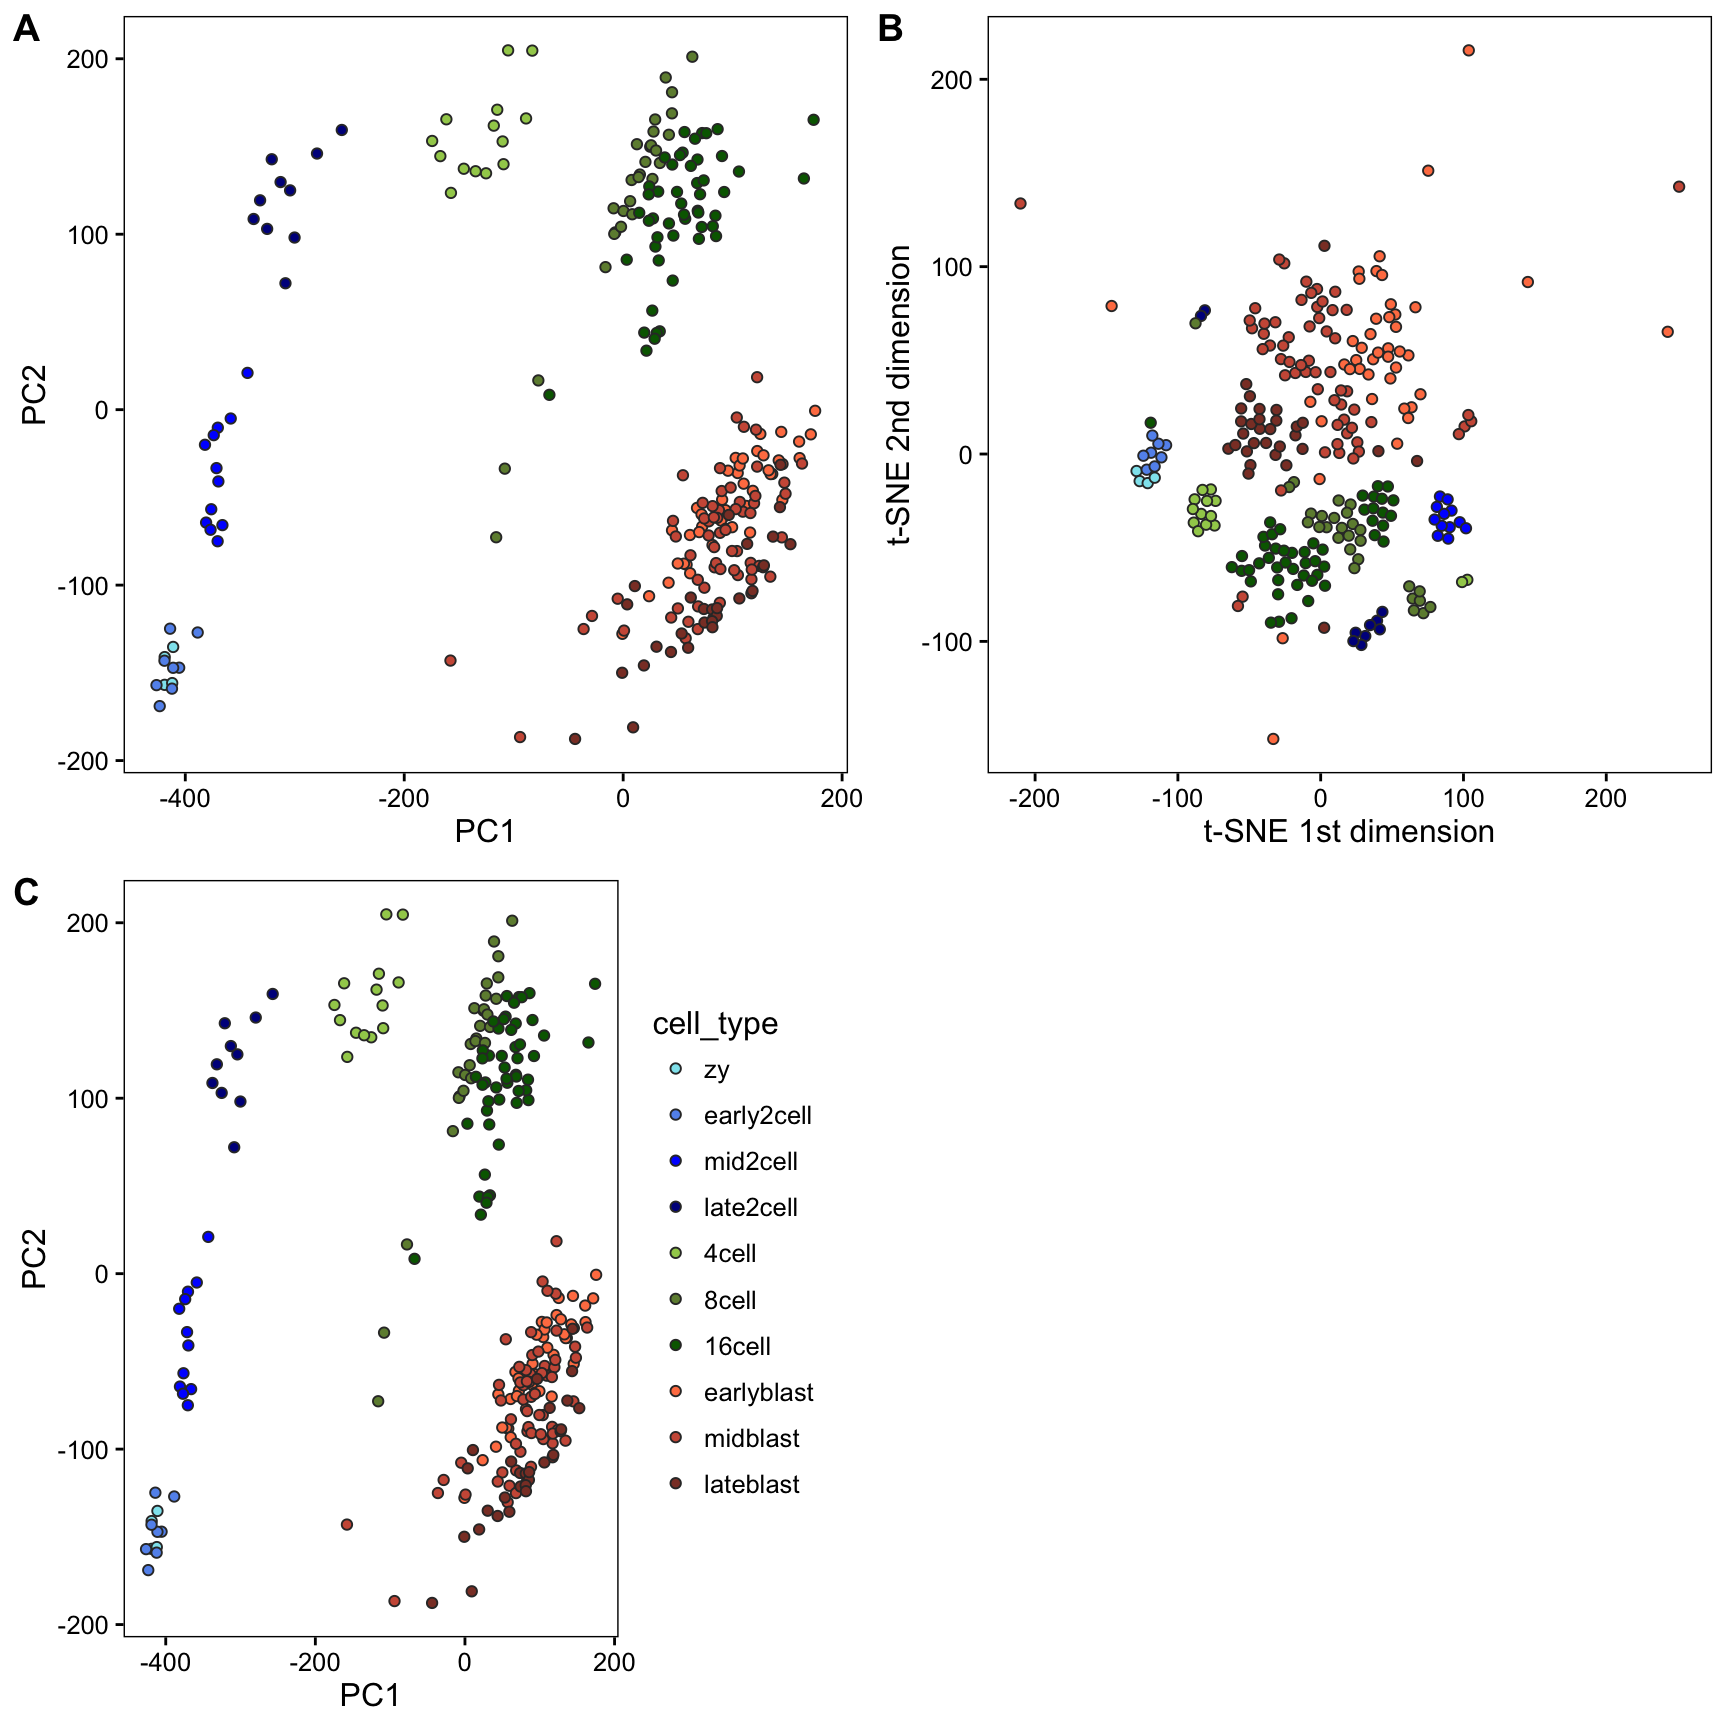 A
PC2
200
100
0
-100
-200
-400
-200
0
200
PC1
B
t-SNE 2nd dimension
200
100
0
-100
-200
-100
0
100
200
t-SNE 1st dimension
C
PC2
200
100
0
-100
-200
-400
-200
0
200
PC1
cell_type
zy
early2cell
mid2cell
late2cell
4cell
8cell
16cell
earlyblast
midblast
lateblast